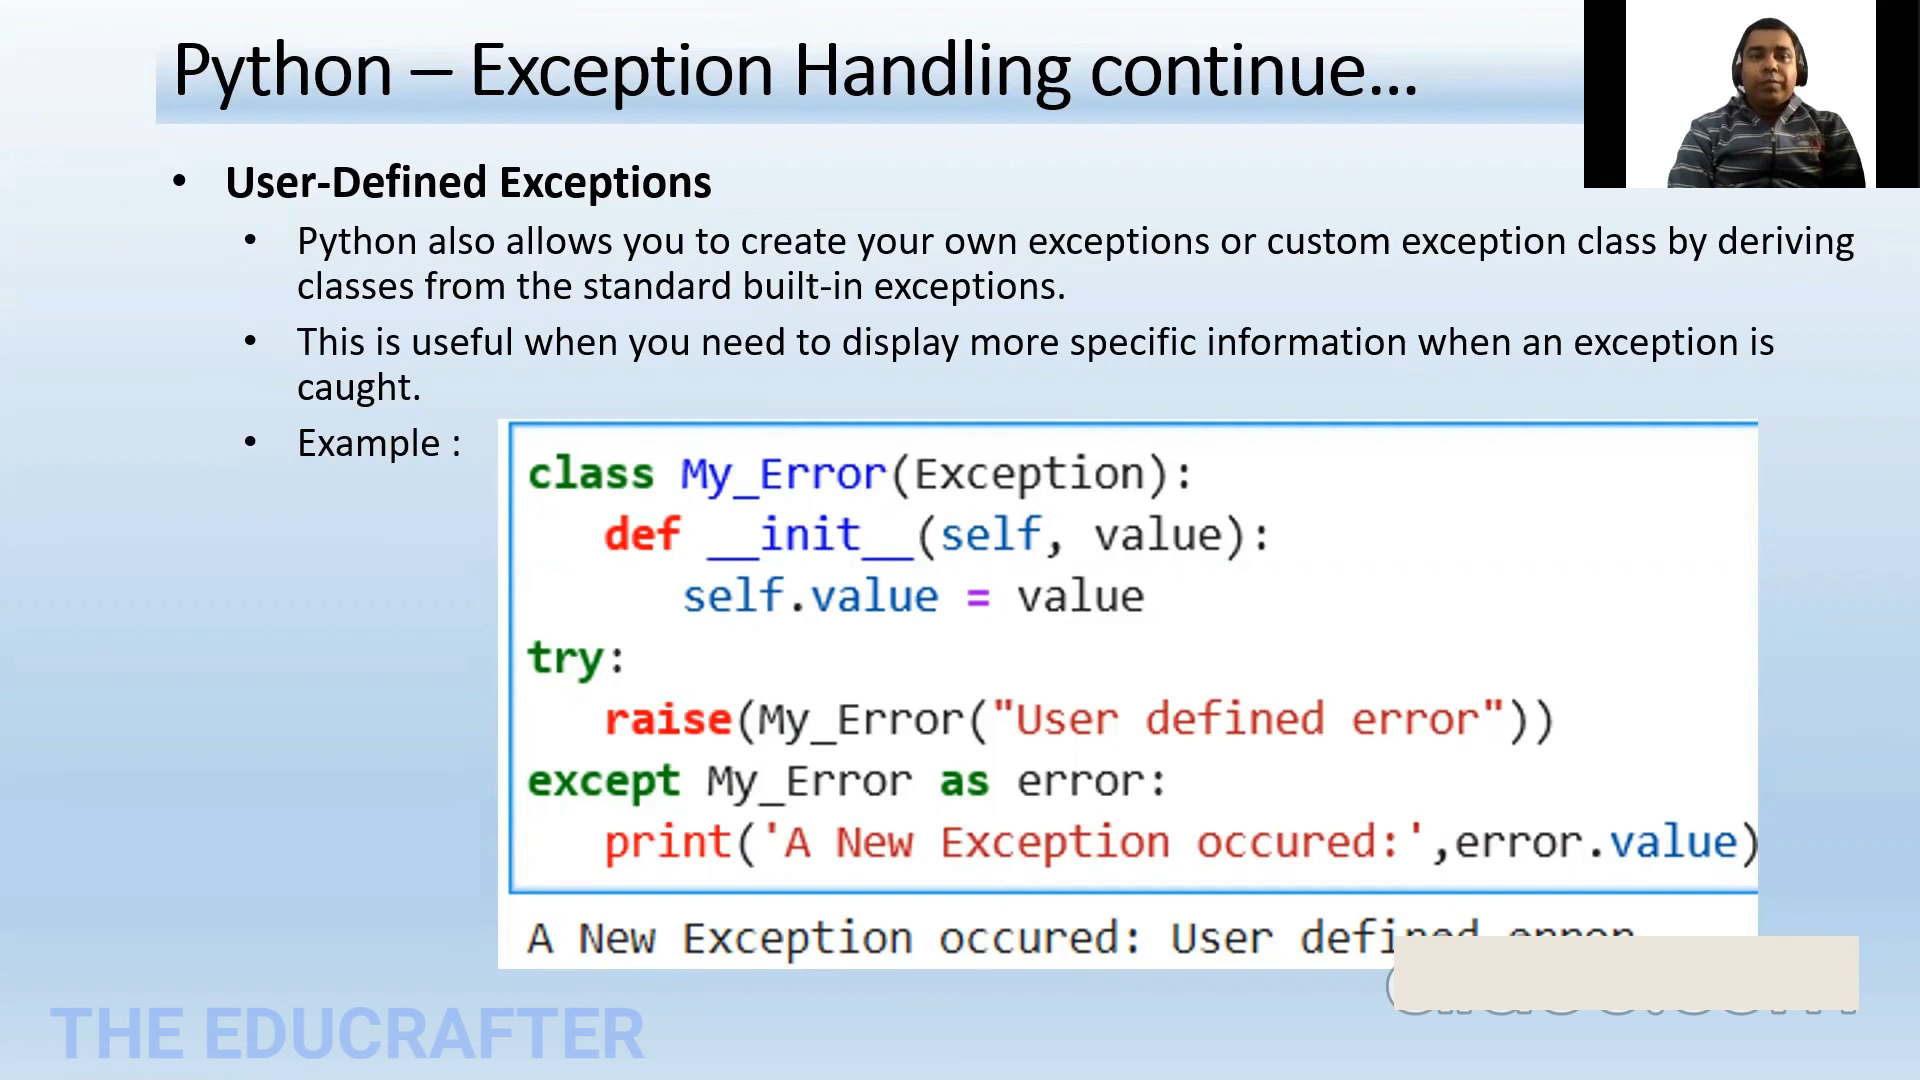 Python – Exception Handling continue...
• User-Defined Exceptions
• Python also allows you to create your own exceptions or custom exception class by deriving
classes from the standard built-in exceptions.
• This is useful when you need to display more specific information when an exception is
caught.
• Example :
class My_Error(Exception):
def __init__(self, value):
self.value = value
try:
raise(My_Error("User defined error"))
except My_Error as error:
print('A New Exception occured:',error.value)
A New Exception occured: User defined error
THE EDUCRAFTER